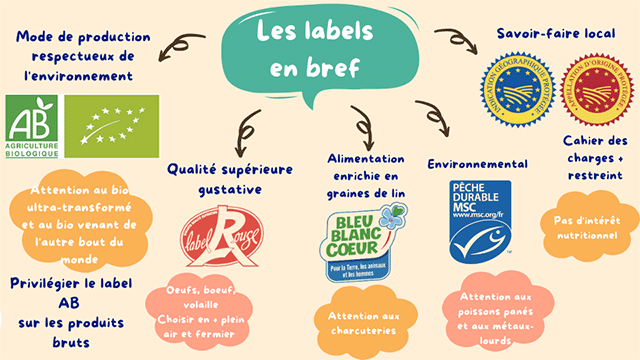 Les labels
en bref
Mode de production
respectueux de
l'environnement
AB
AGRICULTURE
BIOLOGIQUE
Attention au bio
ultra-transformé
et au bio venant de
l'autre bout du
monde
Privilégier le label
AB
sur les produits
bruts
Qualité supérieure
gustative
label Rouge
Oeufs, boeuf,
volaille
Choisir en + plein
air et fermier
Alimentation
enrichie en
graines de lin
BLEU
BLANC
COEUR
Pour la Terre, les animaux
et les hommes
Attention aux
charcuteries
Environnemental
PÊCHE
DURABLE
MSC
www.msc.org/fr
Attention aux
poissons panés
et aux métaux-
lourds
Savoir-faire local
INDICATION GÉOGRAPHIQUE PROTÉGÉE
APPELLATION D'ORIGINE PROTÉGÉE
Cahier des
charges +
restreint
Pas d'intérêt
nutritionnel